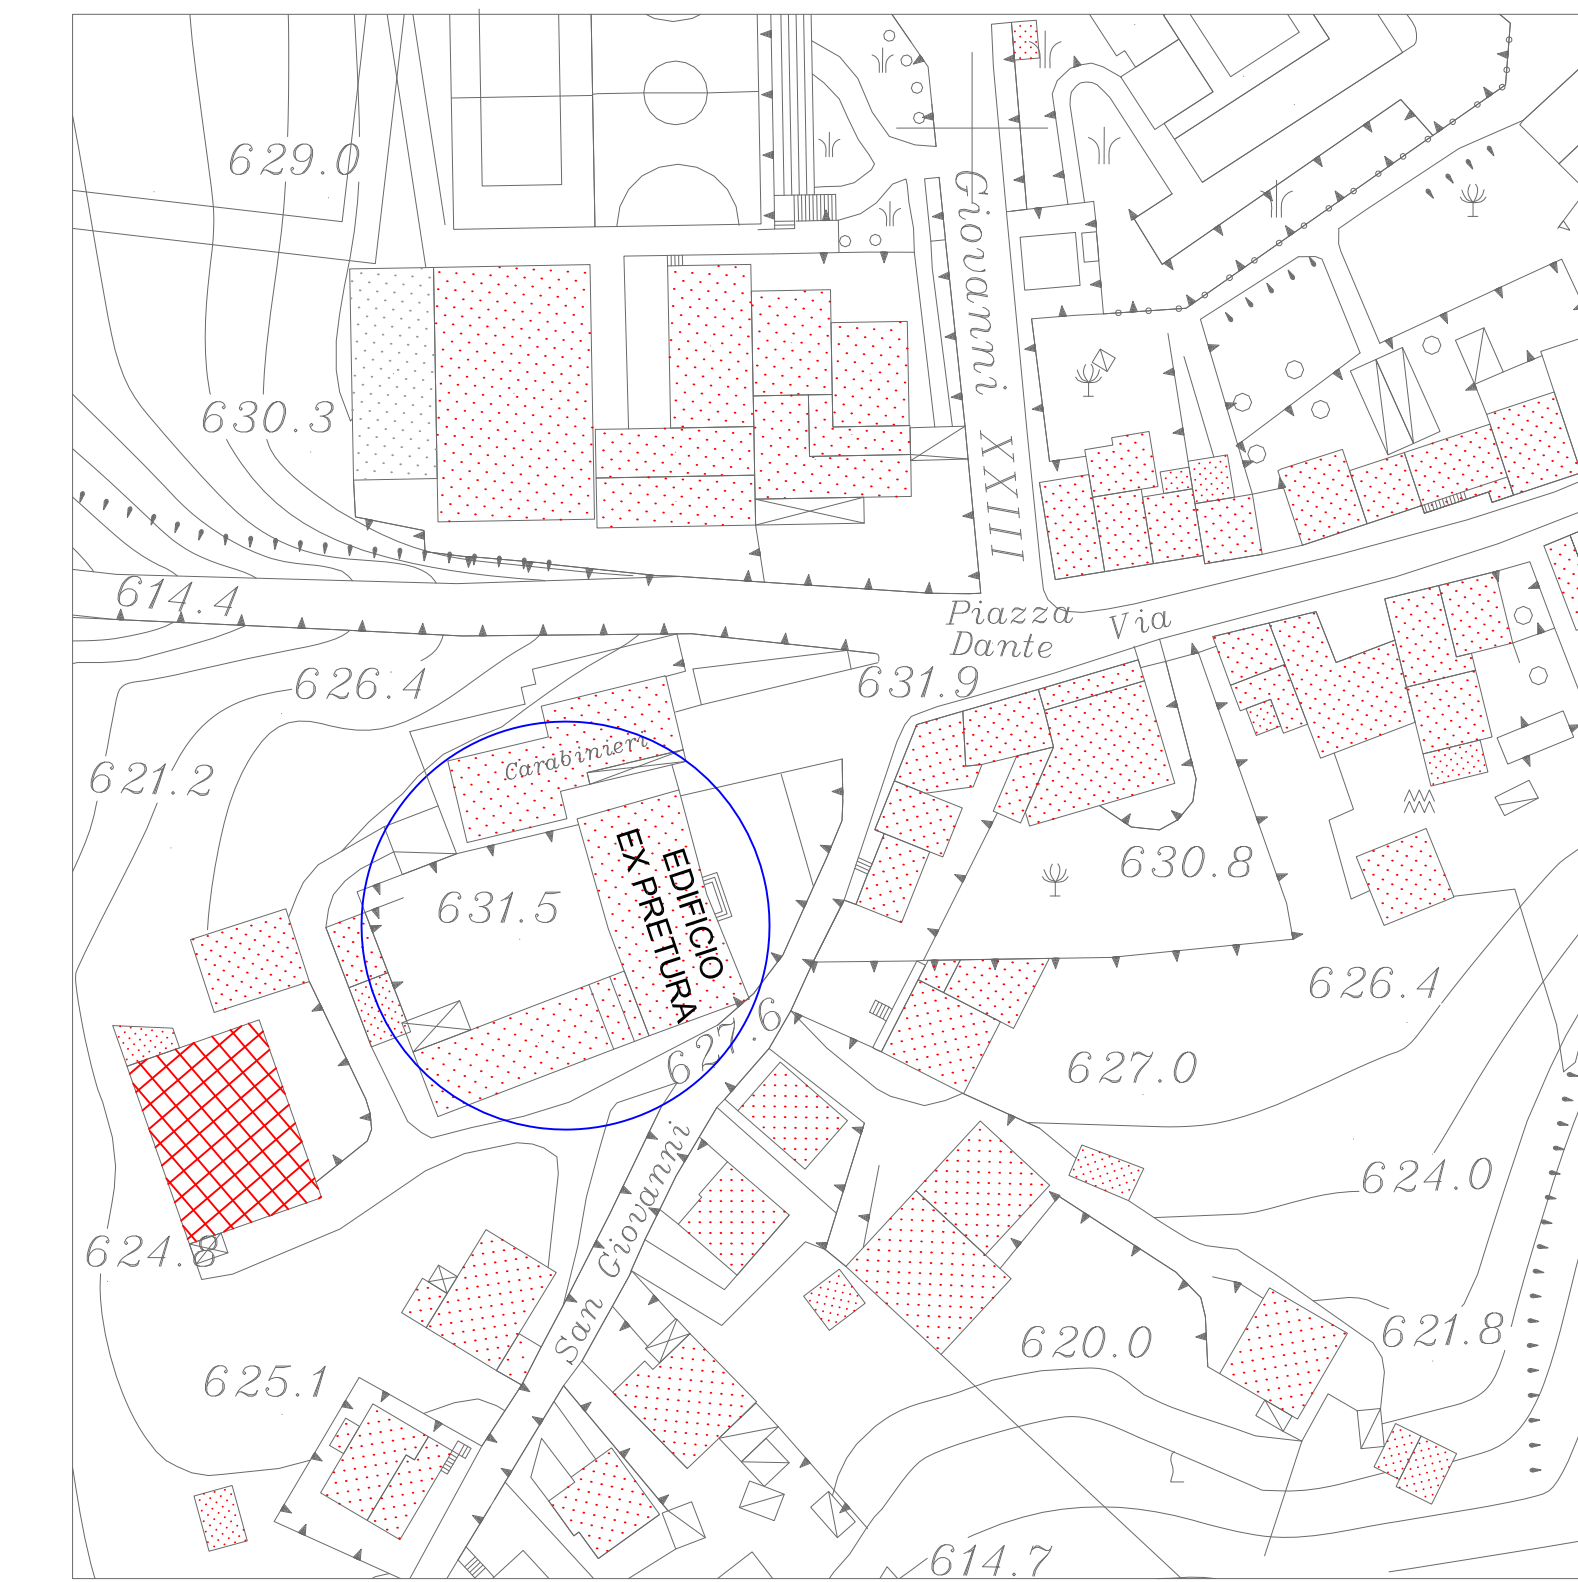 629.0
630.3
Giovanni XXIII
614.4
Piazza
Dante
Via
626.4
631.9
Carabinieri
621.2
EDIFICIO
EX PRETURA
631.5
630.8
626.4
627.6
627.0
624.0
San Giovanni
624.8
620.0
621.8
625.1
614.7